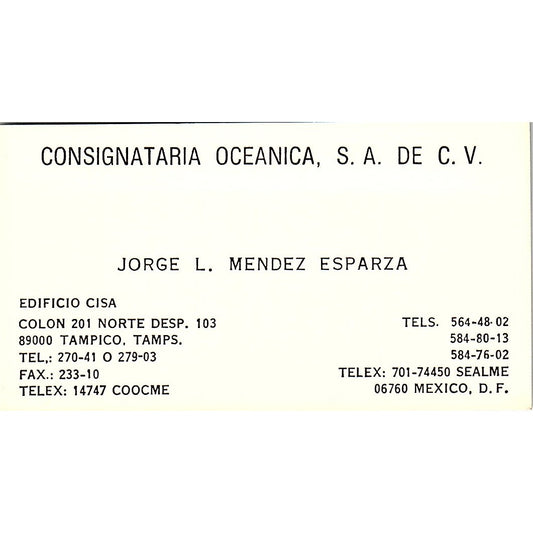 CONSIGNATARIA OCEANICA, S. A. DE C. V.
JORGE L. MENDEZ ESPARZA
EDIFICIO CISA
COLON 201 NORTE DESP. 103
89000 TAMPICO, TAMPS.
TEL,: 270-41 O 279-03
FAX.: 233-10
TELEX: 14747 COOCME
TELS. 564-48-02
584-80-13
584-76-02
TELEX: 701-74450 SEALME
06760 MEXICO, D. F.